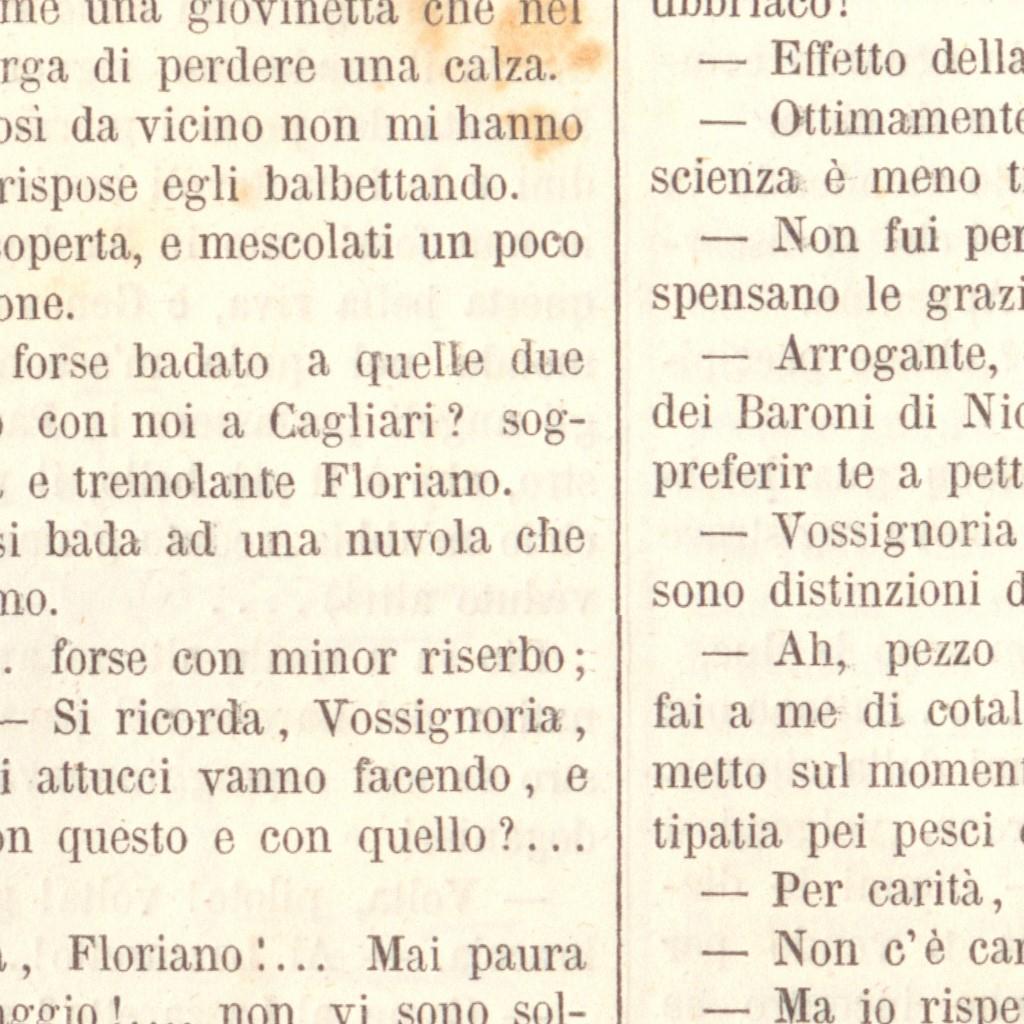 me una giovinetta che nel
rga di perdere una calza.
osì da vicino non mi hanno
rispose egli balbettando.
operta, e mescolati un poco
one.
forse badato a quelle due
con noi a Cagliari? sog-
e tremolante Floriano.
si bada ad una nuvola che
mo.
. forse con minor riserbo;
— Si ricorda, Vossignoria,
i attucci vanno facendo, e
on questo e con quello?....
, Floriano!.... Mai paura
aggio!.... non vi sono sol-
ubbriaco!
— Effetto della
— Ottimamente
scienza è meno t
Non fui per
spensano le grazi
— Arrogante,
dei Baroni di Nic
preferir te a pett
— Vossignoria
sono distinzioni d
— Ah, pezzo
fai a me di cotal
metto sul moment
tipatia pei pesci
— Per carità,
— Non c'è car
— Ma io rispe